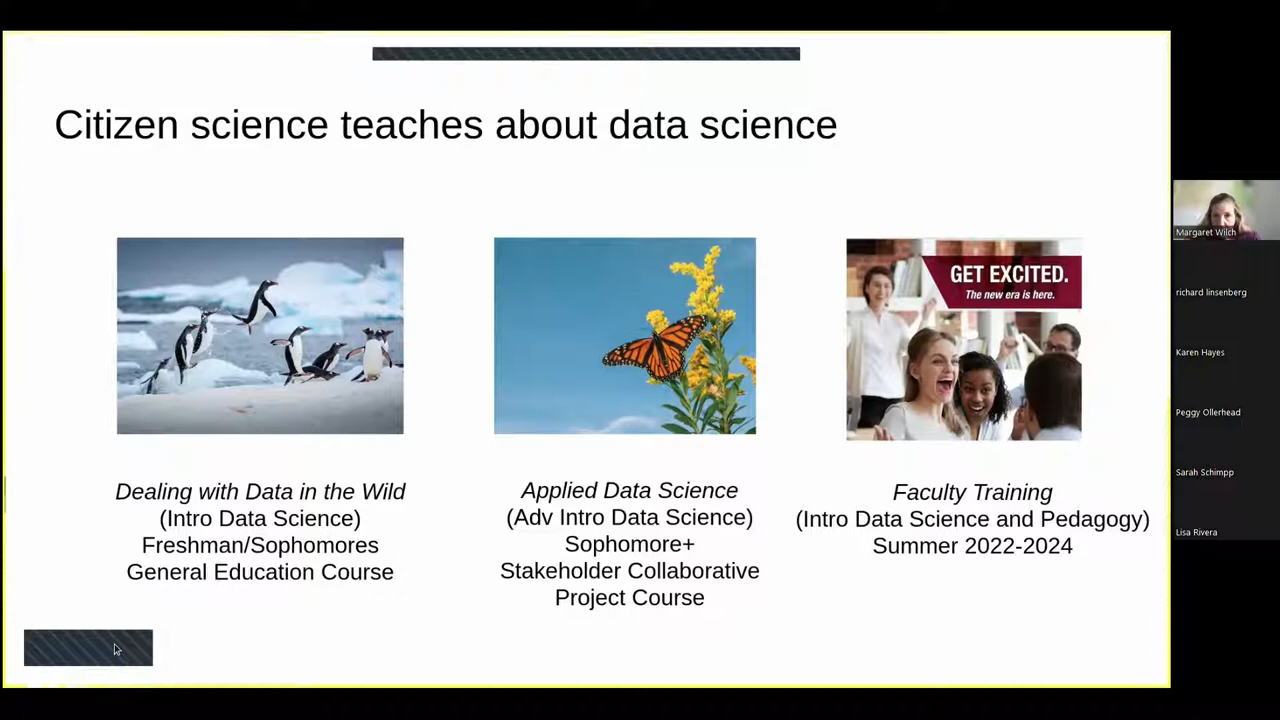 Citizen science teaches about data science
GET EXCITED.
The new era is here.
Dealing with Data in the Wild
(Intro Data Science)
Freshman/Sophomores
General Education Course
Applied Data Science
(Adv Intro Data Science)
Sophomore+
Stakeholder Collaborative
Project Course
Faculty Training
(Intro Data Science and Pedagogy)
Summer 2022-2024
Margaret Wilch
richard linsenberg
Karen Hayes
Peggy Ollerhead
Sarah Schimpp
Lisa Rivera